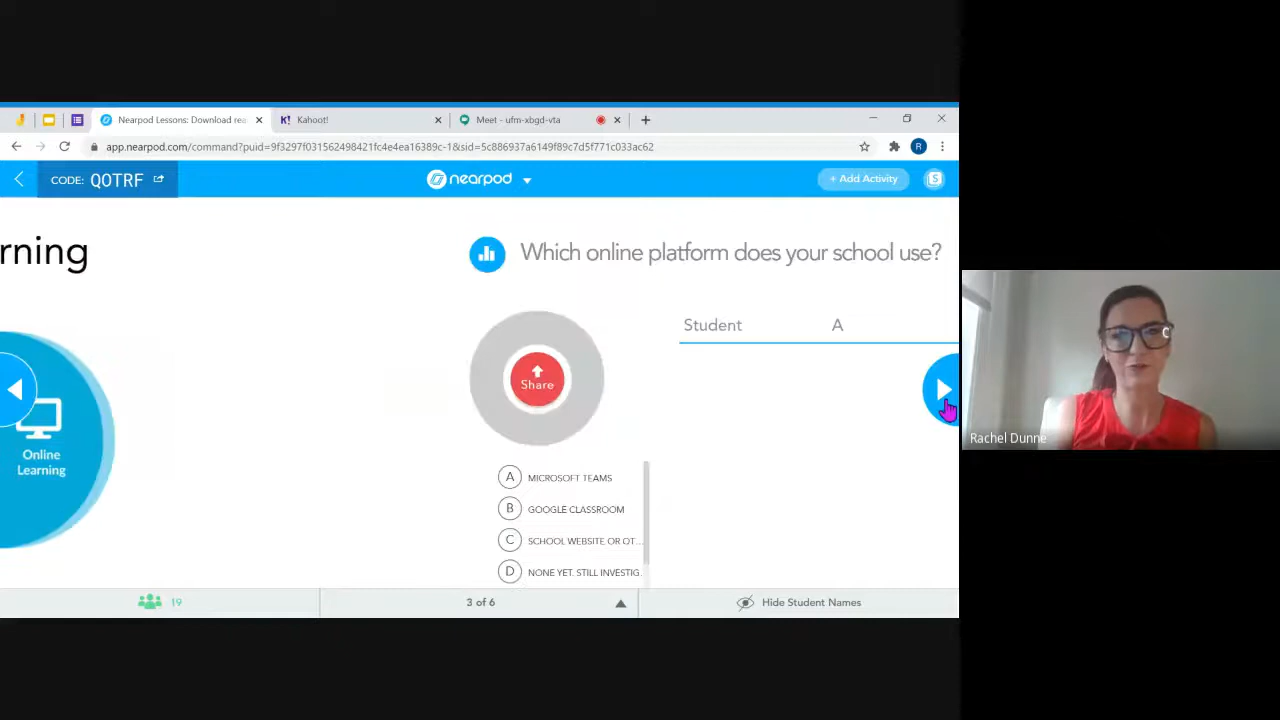 Nearpod Lessons: Download rea
Kahoot!
Meet - ufm-xbgd-vta
app.nearpod.com/command?puid=9f3297f031562498421fc4e4ea16389c-1&sid=5c886937a6149f89c7d5f771c033ac62
R
CODE: QOTRF
nearpod
+ Add Activity
S
rning
Which online platform does your school use?
Student A
Share
Online
Learning
A MICROSOFT TEAMS
B GOOGLE CLASSROOM
C SCHOOL WEBSITE OR OT...
D NONE YET. STILL INVESTIG.
19
3 of 6
Hide Student Names
C
Rachel Dunne